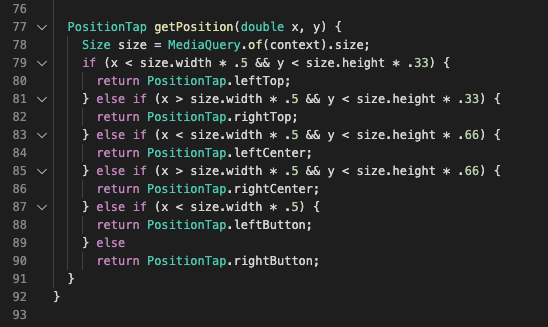 76
77 PositionTap getPosition(double x, y) {
78 Size size = MediaQuery.of(context).size;
79 if (x < size.width * .5 && y < size.height * .33) {
80 return PositionTap.leftTop;
81 } else if (x > size.width * .5 && y < size.height * .33) {
82 return PositionTap.rightTop;
83 } else if (x < size.width * .5 && y < size.height * .66) {
84 return PositionTap.leftCenter;
85 } else if (x > size.width * .5 && y < size.height * .66) {
86 return PositionTap.rightCenter;
87 } else if (x < size.width * .5) {
88 return PositionTap.leftButton;
89 } else
90 return PositionTap.rightButton;
91 }
92 }
93